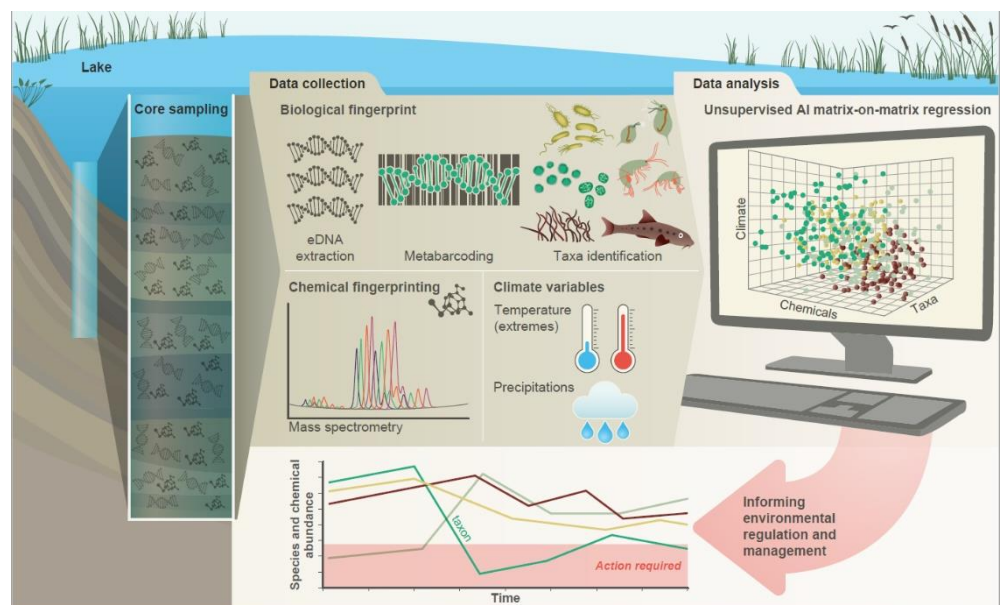 Lake
Core sampling
Data collection
Biological fingerprint
eDNA
extraction
Metabarcoding
Taxa identification
Chemical fingerprinting
Mass spectrometry
Climate variables
Temperature
(extremes)
Precipitations
Data analysis
Unsupervised AI matrix-on-matrix regression
Climate
Chemicals
Taxa
Species and chemical
abundance
taxon
Action required
Time
Informing
environmental
regulation and
management